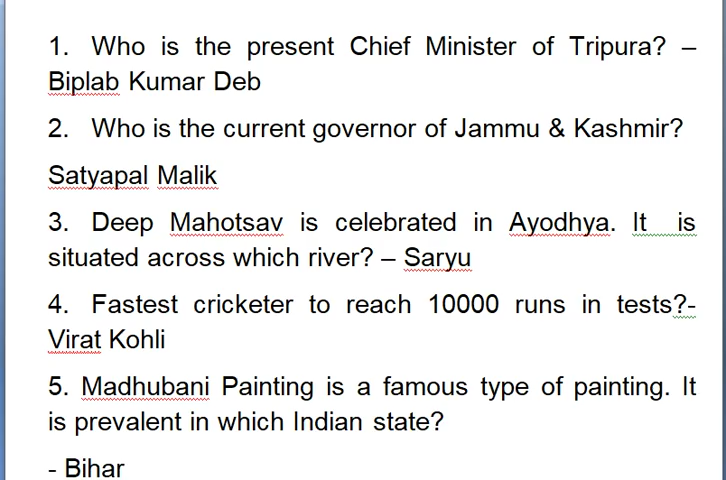 1. Who is the present Chief Minister of Tripura? –
Biplab Kumar Deb
2. Who is the current governor of Jammu & Kashmir?
Satyapal Malik
3. Deep Mahotsav is celebrated in Ayodhya. It is
situated across which river? – Saryu
4. Fastest cricketer to reach 10000 runs in tests?-
Virat Kohli
5. Madhubani Painting is a famous type of painting. It
is prevalent in which Indian state?
- Bihar